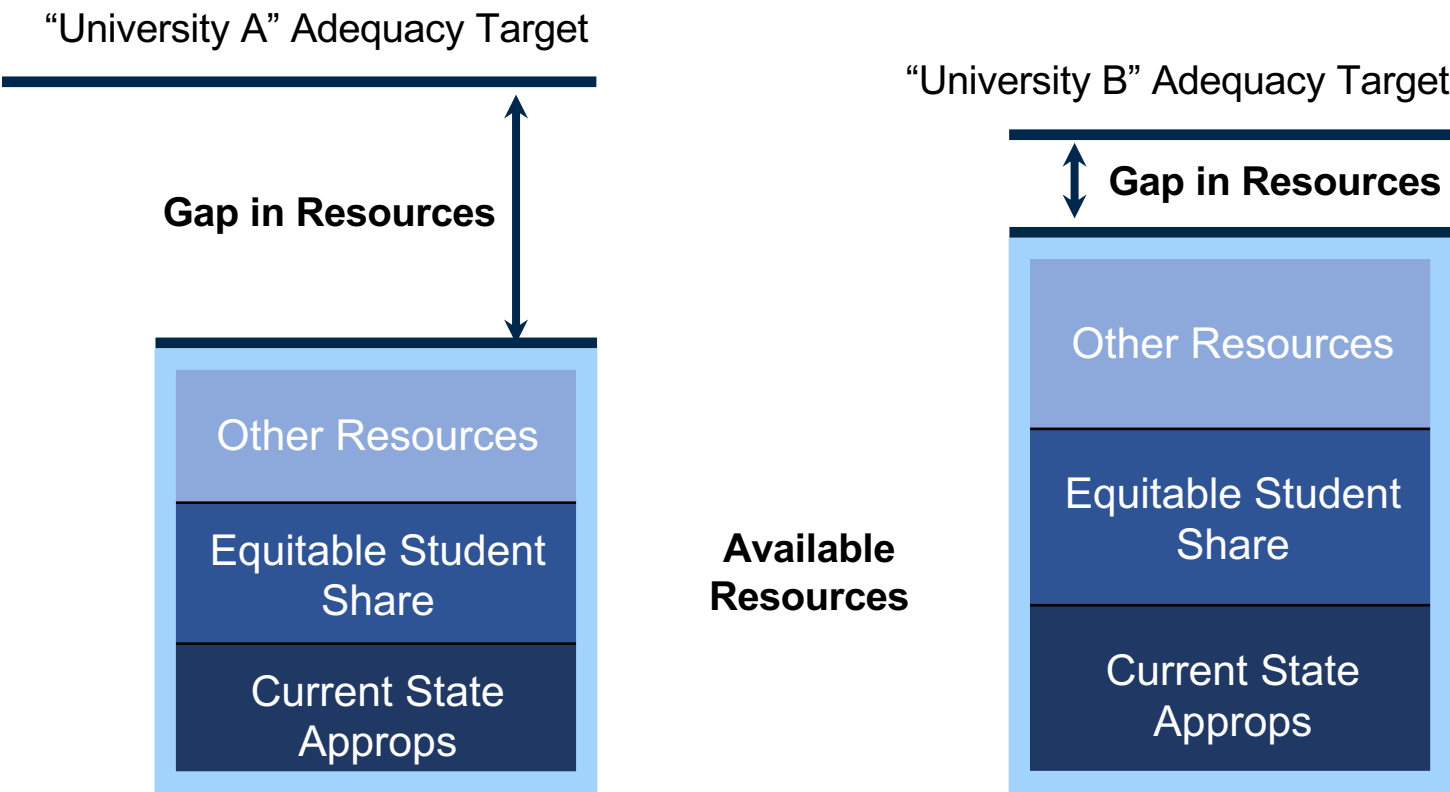 “University A” Adequacy Target
Gap in Resources
Other Resources
Equitable Student
Share
Current State
Approps
Available
Resources
“University B” Adequacy Target
Gap in Resources
Other Resources
Equitable Student
Share
Current State
Approps